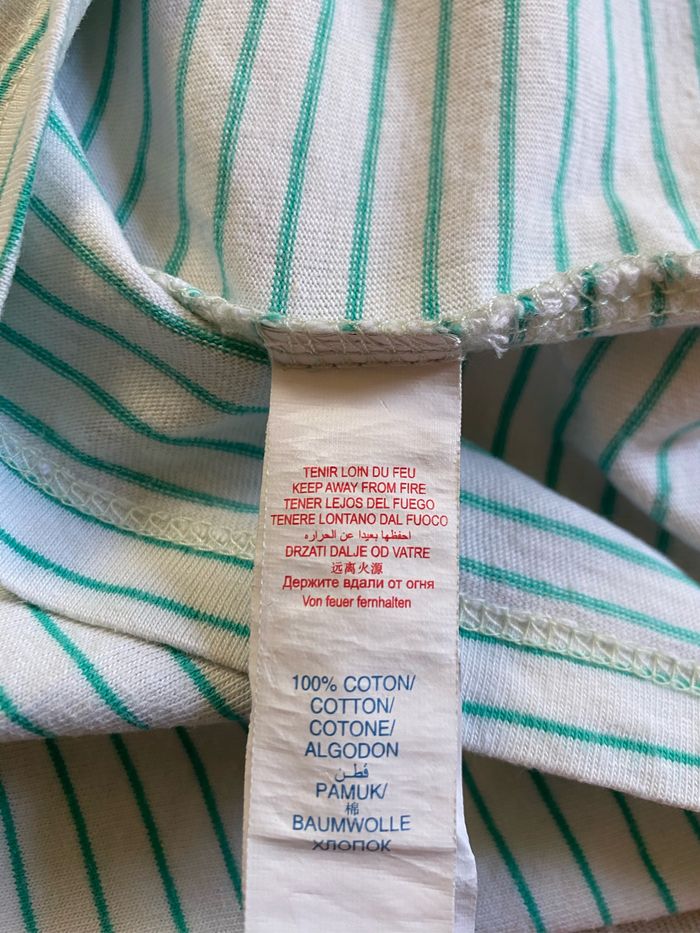 TENIR LOIN DU FEU
KEEP AWAY FROM FIRE
TENER LEJOS DEL FUEGO
TENERE LONTANO DAL FUOCO
احفظها بعيدا عن الحراره
DRZATI DALJE OD VATRE
远离火源
Держите вдали от огня
Von feuer fernhalten
100% COTON/
COTTON/
COTONE/
ALGODON
قطن
PAMUK/
棉
BAUMWOLLE
ХЛОПОК